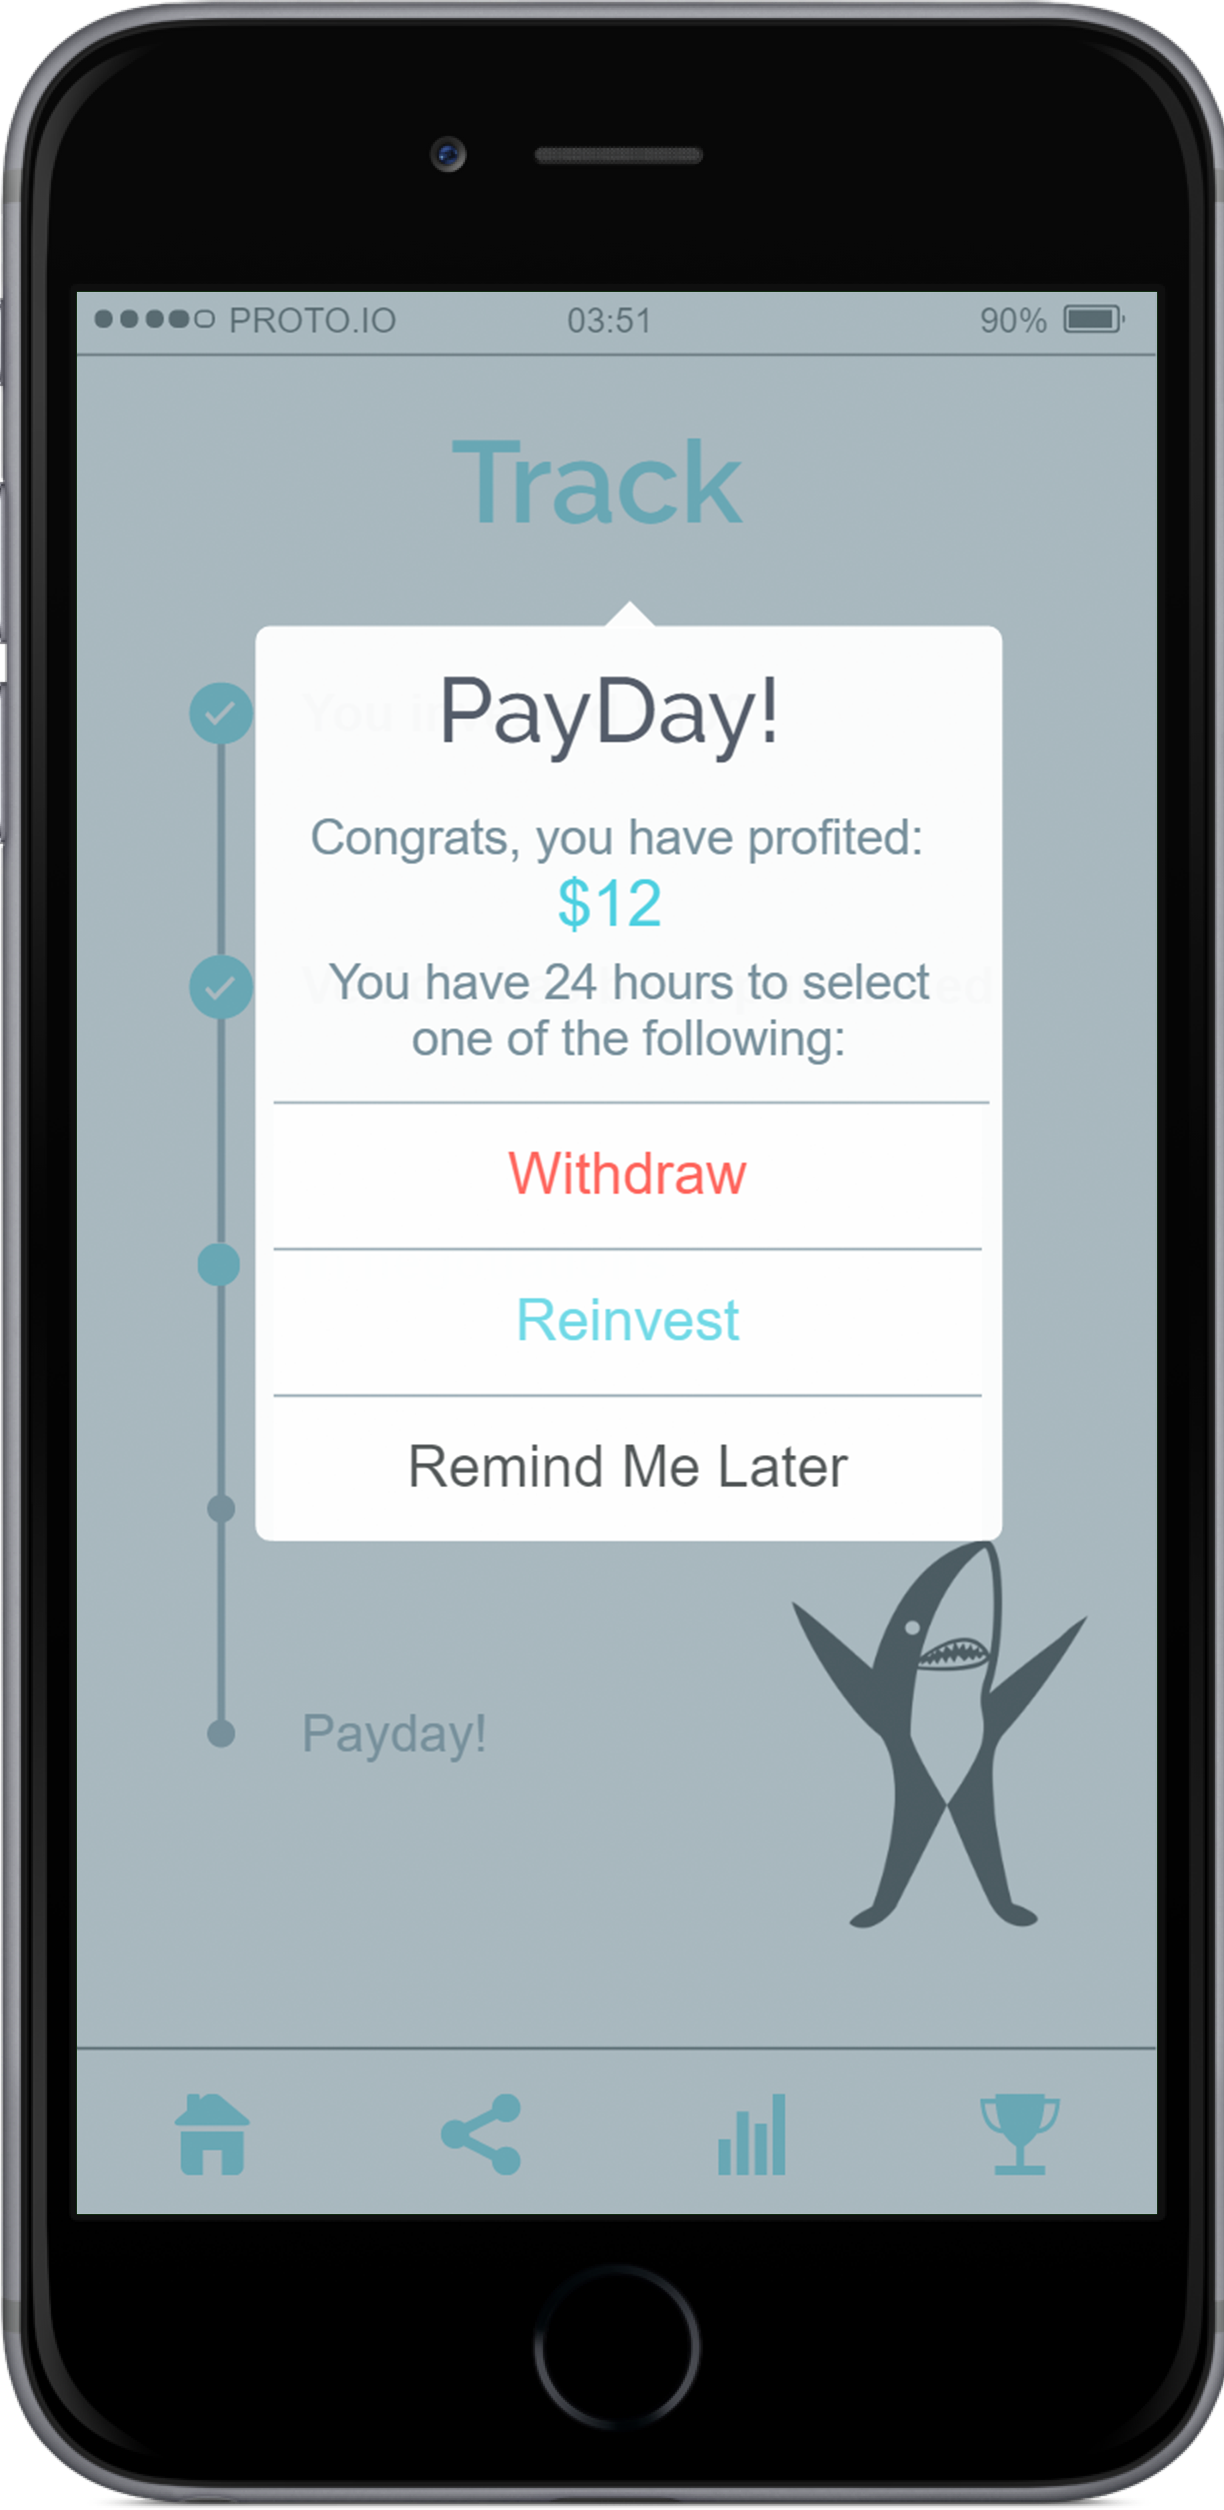 PROTO.IO 03:51 90%
Track
PayDay!
Congrats, you have profited:
$12
You have 24 hours to select
one of the following:
Withdraw
Reinvest
Remind Me Later
Payday!